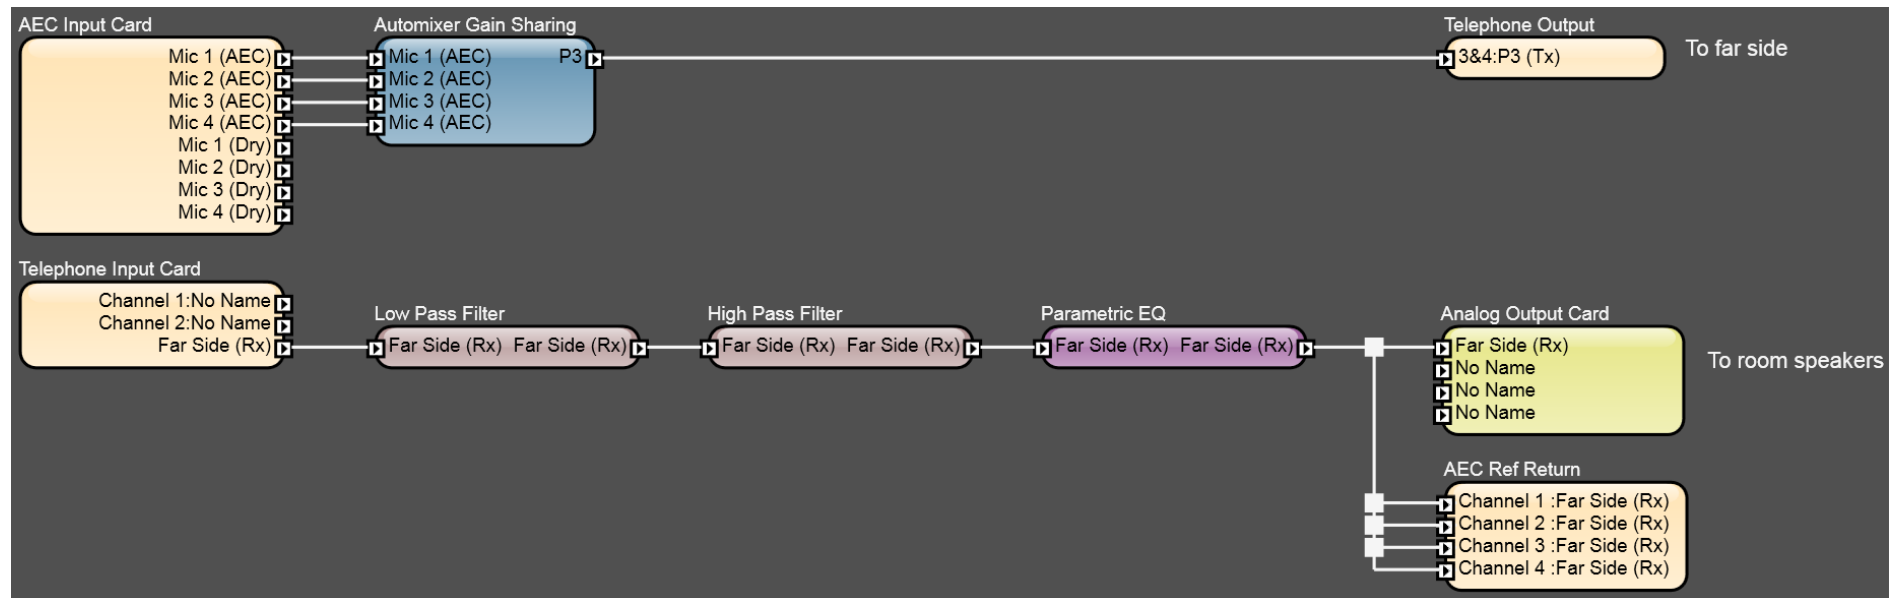 AEC Input Card
Mic 1 (AEC)
Mic 2 (AEC)
Mic 3 (AEC)
Mic 4 (AEC)
Mic 1 (Dry)
Mic 2 (Dry)
Mic 3 (Dry)
Mic 4 (Dry)
Automixer Gain Sharing
Mic 1 (AEC) P3
Mic 2 (AEC)
Mic 3 (AEC)
Mic 4 (AEC)
Telephone Output
3&4:P3 (Tx)
To far side
Telephone Input Card
Channel 1:No Name
Channel 2:No Name
Far Side (Rx)
Low Pass Filter
Far Side (Rx) Far Side (Rx)
High Pass Filter
Far Side (Rx) Far Side (Rx)
Parametric EQ
Far Side (Rx) Far Side (Rx)
Analog Output Card
Far Side (Rx)
No Name
No Name
No Name
To room speakers
AEC Ref Return
Channel 1 :Far Side (Rx)
Channel 2 :Far Side (Rx)
Channel 3 :Far Side (Rx)
Channel 4 :Far Side (Rx)